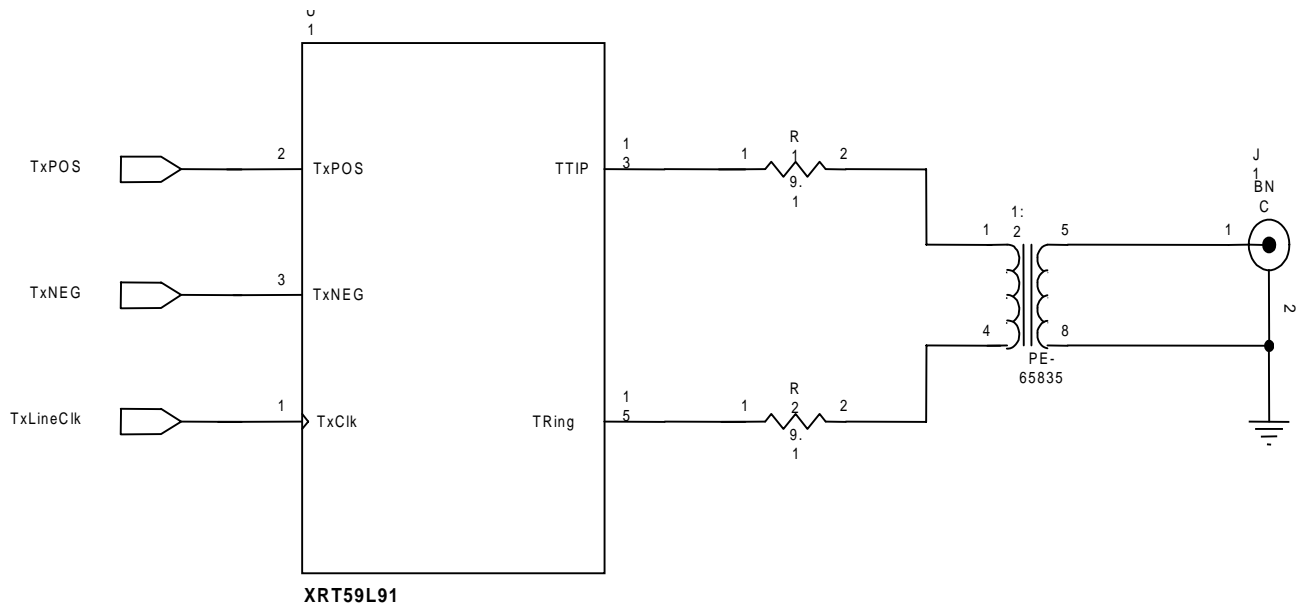 U
1
TxPOS
2
TxPOS
TTIP
1
3
1
R
1
9.
1
2
J
1
BN
C
1:
2
1
5
1
TxNEG
3
TxNEG
2
4
8
PE-
65835
TxLineClk
1
TxClk
TRing
1
5
1
R
2
9.
1
2
XRT59L91